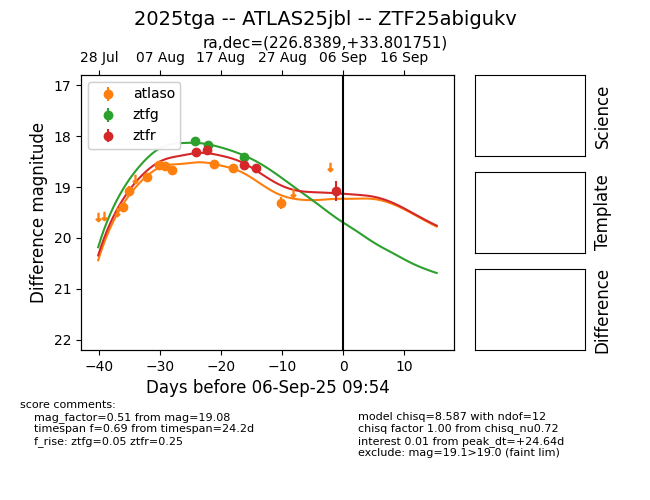 2025tga -- ATLAS25jbl -- ZTF25abigukv
ra,dec=(226.8389,+33.801751)
28 Jul 07 Aug 17 Aug 27 Aug 06 Sep 16 Sep
atlaso
ztfg
ztfr
17
18
19
20
21
22
Difference magnitude
−40 −30 −20 −10 0 10
Days before 06-Sep-25 09:54
Science
Template
Difference
score comments:
mag_factor=0.51 from mag=19.08
timespan f=0.69 from timespan=24.2d
f_rise: ztfg=0.05 ztfr=0.25
model chisq=8.587 with ndof=12
chisq factor 1.00 from chisq_nu0.72
interest 0.01 from peak_dt=+24.64d
exclude: mag=19.1>19.0 (faint lim)